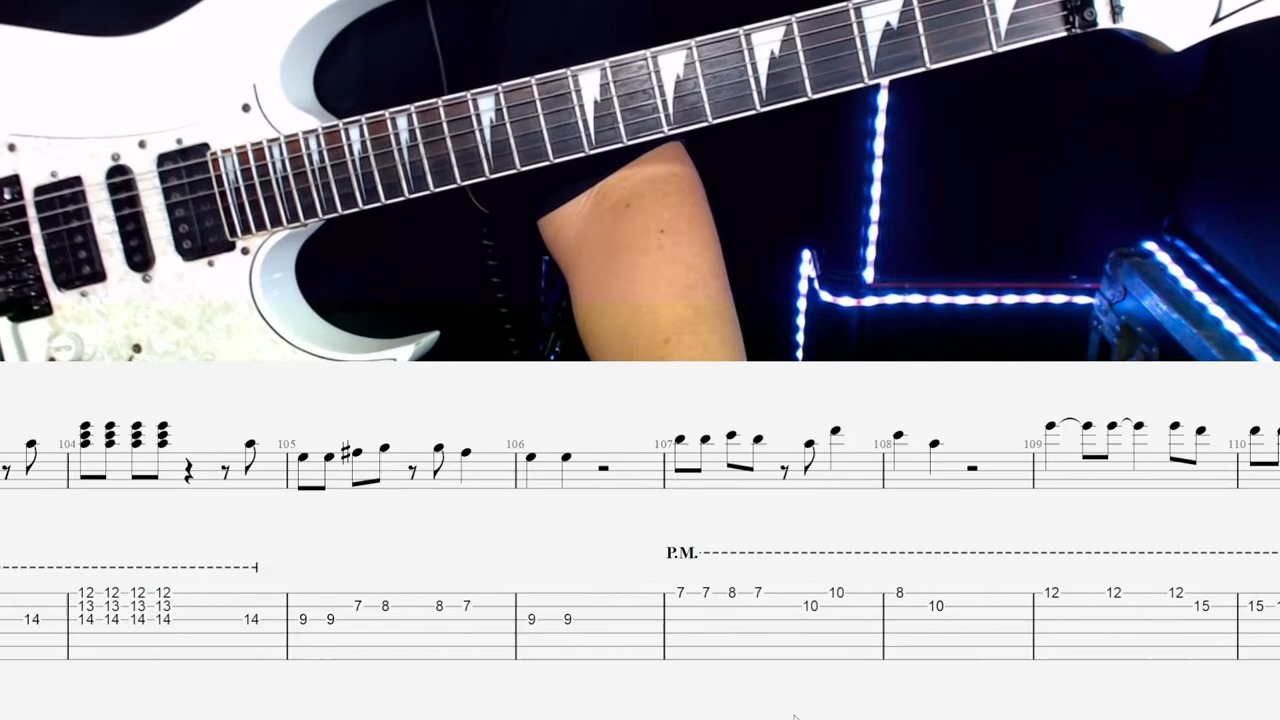 104 105 106 107 108 109 110
P.M.
12 12 12 12 7 7 8 7 10 8 12 12 12
13 13 13 13 7 8 8 7 10 10 15 15
14 14 14 14 14 14 9 9 9 9